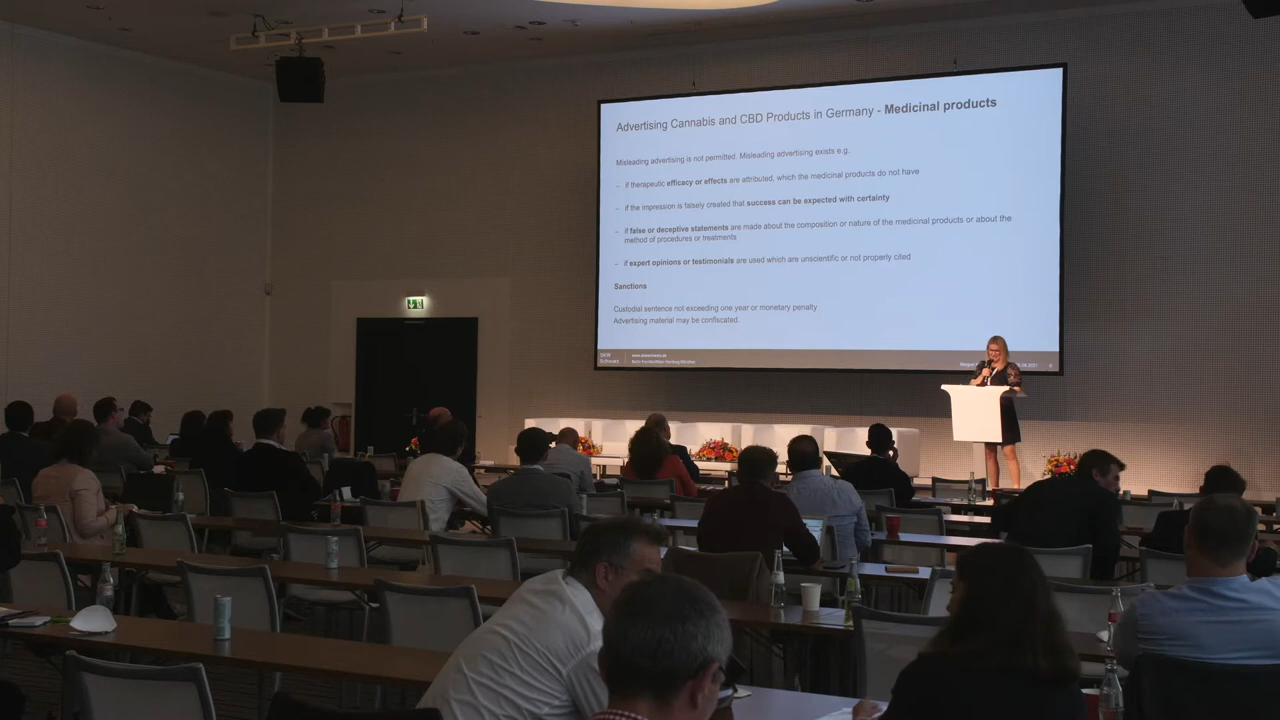 Advertising Cannabis and CBD Products in Germany - Medicinal products
Misleading advertising is not permitted. Misleading advertising exists e.g.
– if therapeutic efficacy or effects are attributed, which the medicinal products do not have
– if the impression is falsely created that success can be expected with certainty
– if false or deceptive statements are made about the composition or nature of the medicinal products or about the
method of procedures or treatments
– if expert opinions or testimonials are used which are unscientific or not properly cited
Sanctions
Custodial sentence not exceeding one year or monetary penalty
Advertising material may be confiscated.
SKW
Schwarz
www.skwschwarz.de